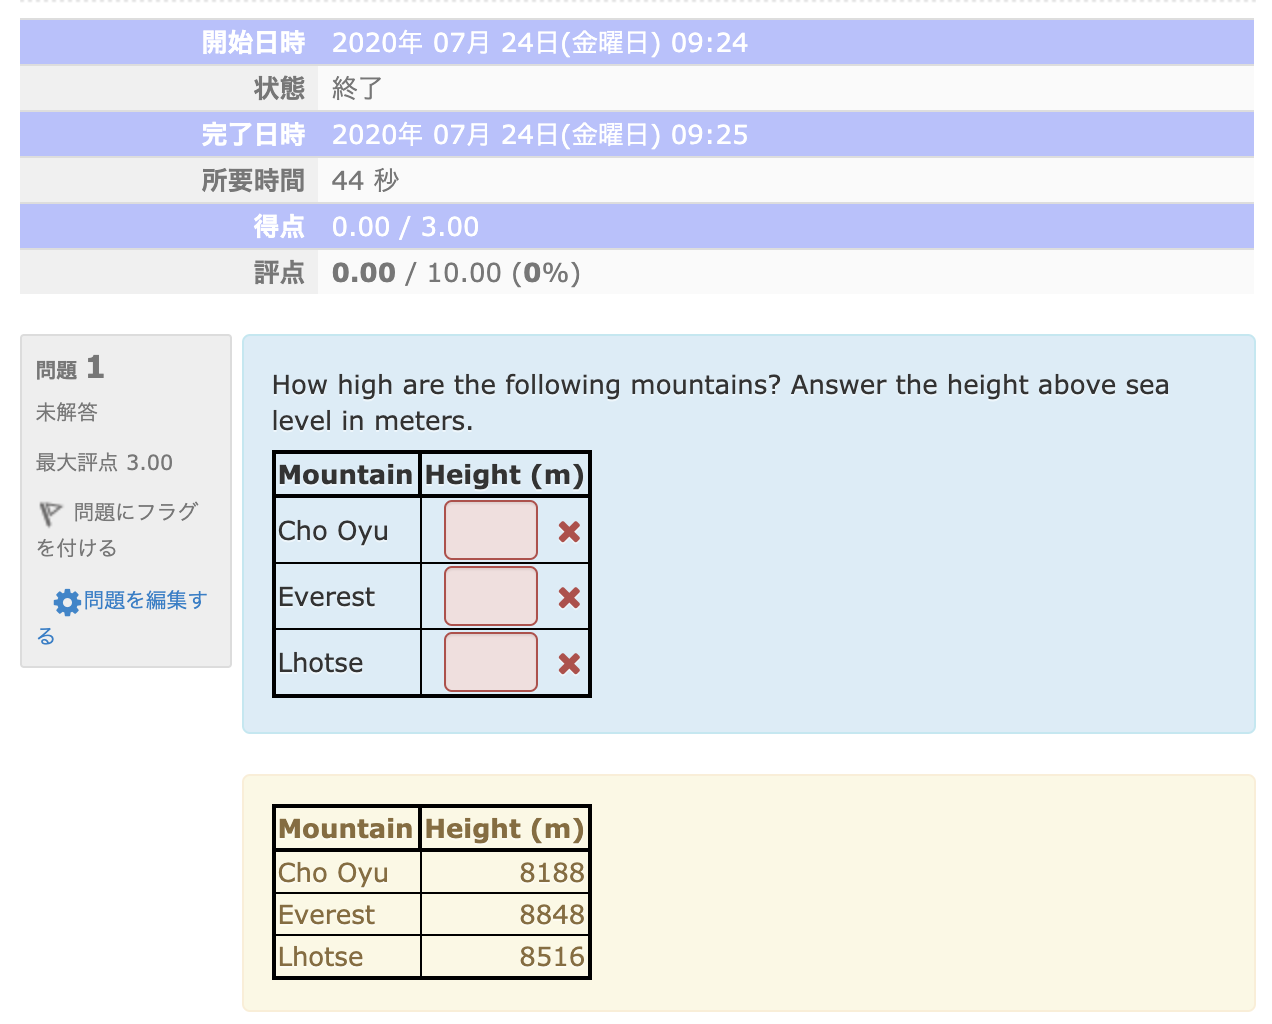 開始日時 2020年 07月 24日(金曜日) 09:24
状態 終了
完了日時 2020年 07月 24日(金曜日) 09:25
所要時間 44 秒
得点 0.00 / 3.00
評点 0.00 / 10.00 (0%)
問題 1
未解答
最大評点 3.00
問題にフラグ
を付ける
問題を編集す
る
How high are the following mountains? Answer the height above sea
level in meters.
Mountain Height (m)
Cho Oyu
Everest
Lhotse
Mountain Height (m)
Cho Oyu 8188
Everest 8848
Lhotse 8516